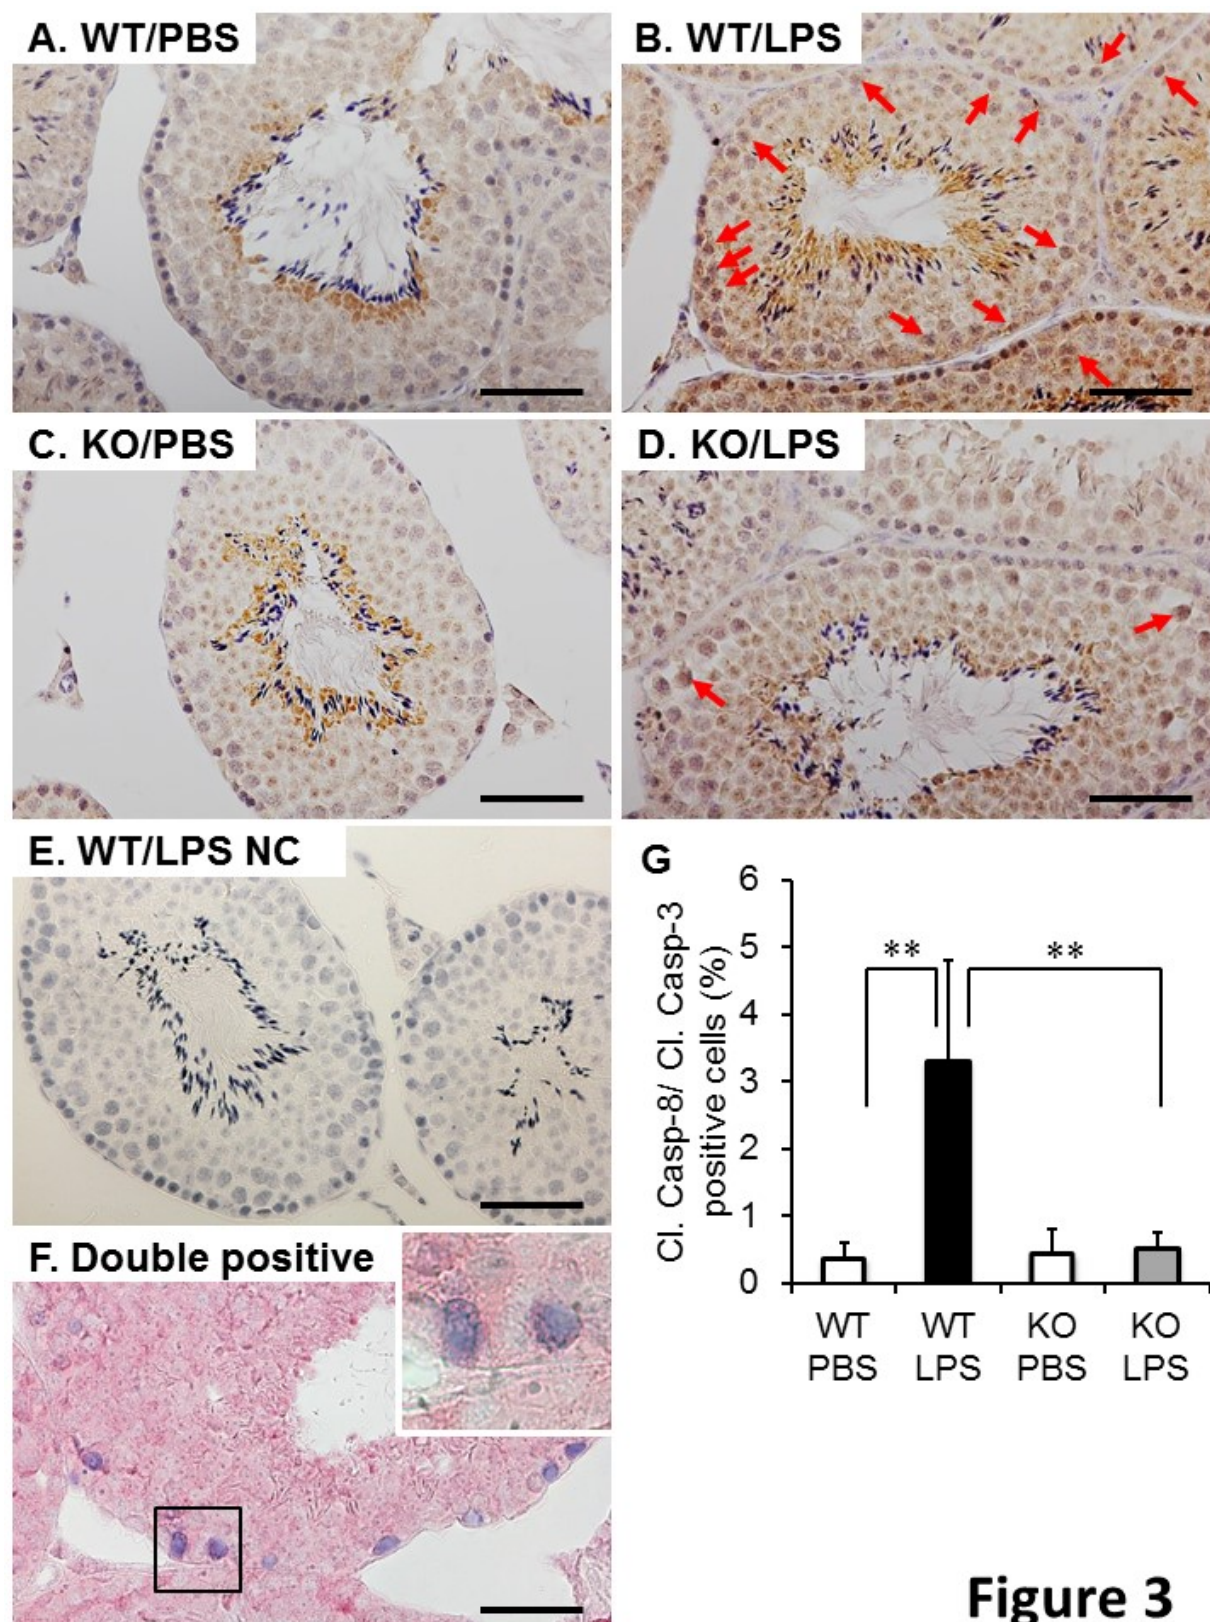 A. WT/PBS
B. WT/LPS
C. KO/PBS
D. KO/LPS
E. WT/LPS NC
F. Double positive
G
Cl. Casp-8/ Cl. Casp-3
positive cells (%)
6
5
4
3
2
1
0
**
**
WT
PBS
WT
LPS
KO
PBS
KO
LPS
Figure 3